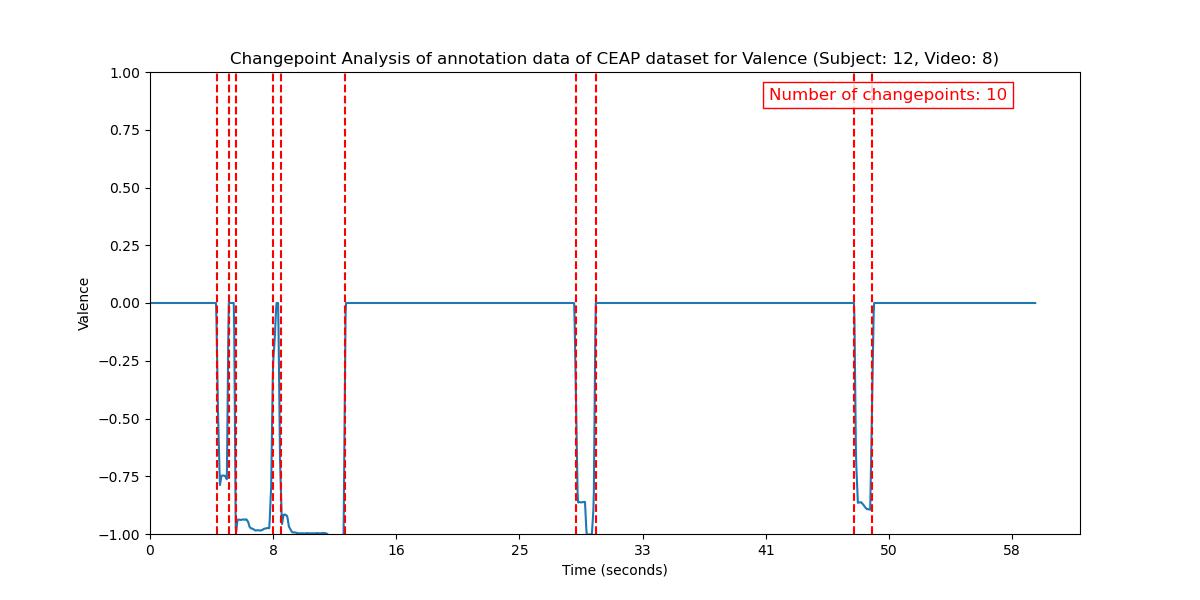 Changepoint Analysis of annotation data of CEAP dataset for Valence (Subject: 12, Video: 8)
Number of changepoints: 10
1.00
0.75
0.50
0.25
0.00
−0.25
−0.50
−0.75
−1.00
Valence
0 8 16 25 33 41 50 58
Time (seconds)